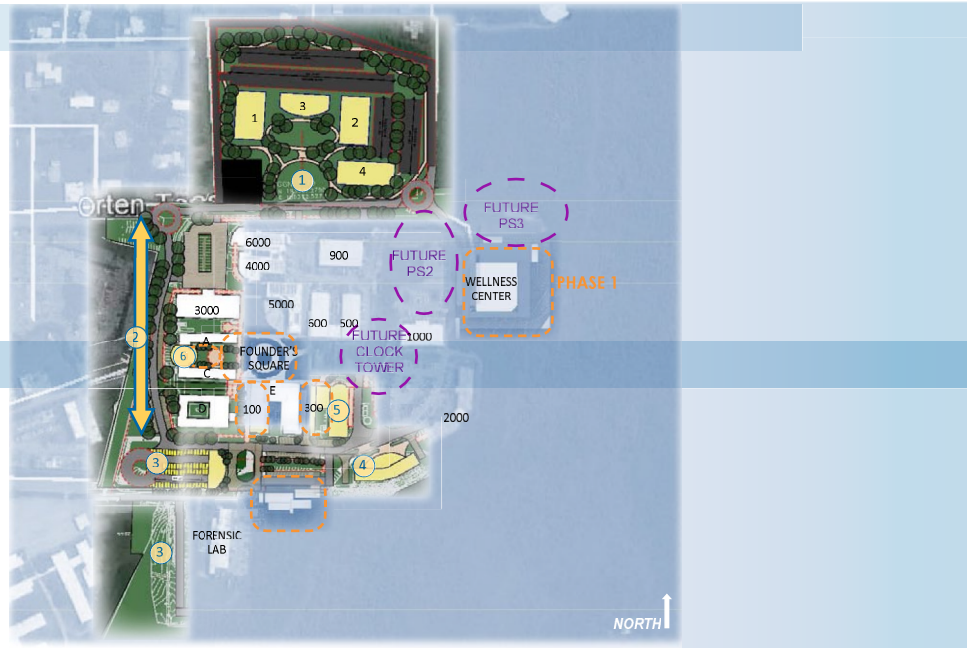 3
1
2
4
1
Orten
FUTURE
PS3
6000
FUTURE
PS2
900
4000
WELLNESS
CENTER
PHASE 1
5000
3000
600
500
2
A
FUTURE
CLOCK
TOWER
1000
6
FOUNDER'S
SQUARE
C
E
D
100
300
5
2000
3
4
FORENSIC
LAB
3
NORTH